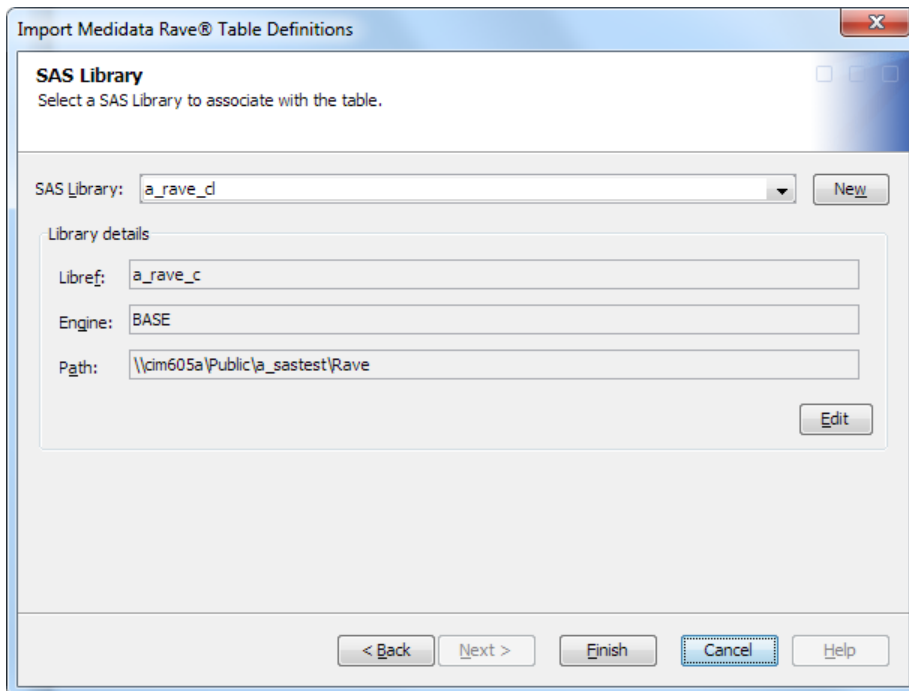 Import Medidata Rave® Table Definitions
SAS Library
Select a SAS Library to associate with the table.
SAS Library: a_rave_cl New
Library details
Libref: a_rave_c
Engine: BASE
Path: \\cim605a\Public\a_sastest\Rave
Edit
< Back Next > Finish Cancel Help